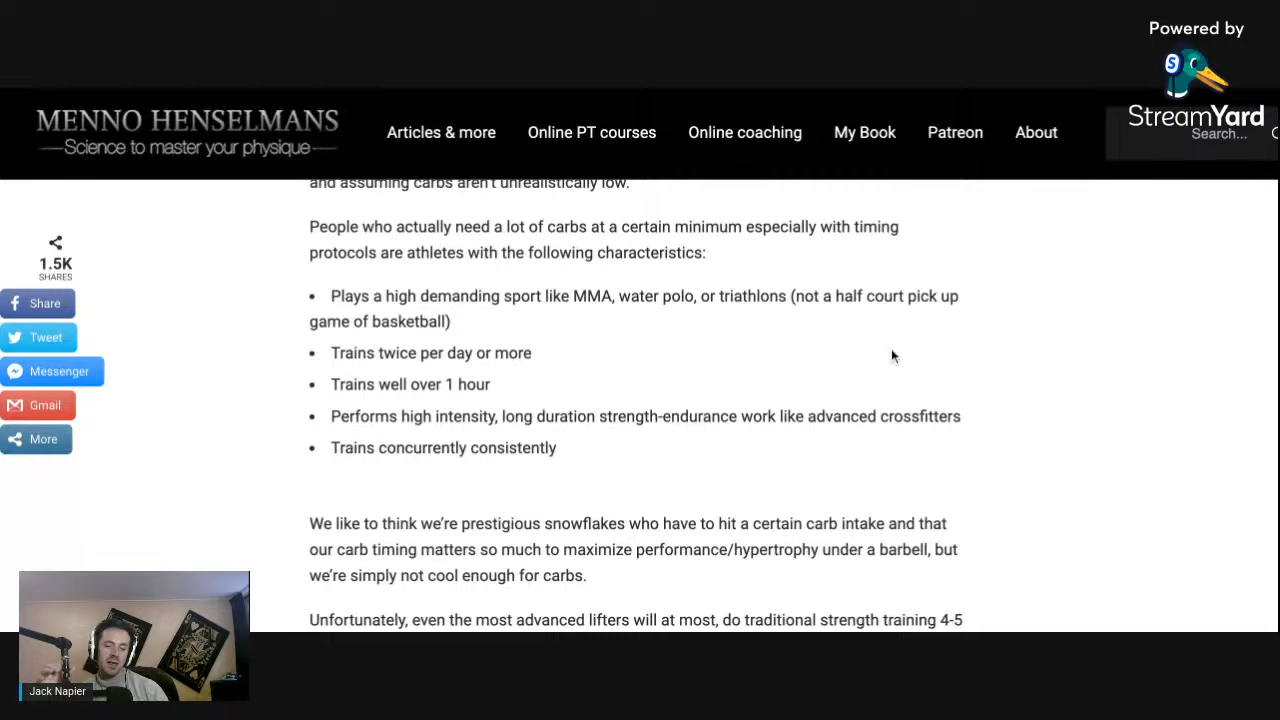 Powered by
StreamYard
MENNO HENSELMANS
Science to master your physique
Articles & more
Online PT courses
Online coaching
My Book
Patreon
About
Search...
and assuming carbs aren't unrealistically low.
People who actually need a lot of carbs at a certain minimum especially with timing
protocols are athletes with the following characteristics:
• Plays a high demanding sport like MMA, water polo, or triathlons (not a half court pick up
game of basketball)
• Trains twice per day or more
• Trains well over 1 hour
• Performs high intensity, long duration strength-endurance work like advanced crossfitters
• Trains concurrently consistently
We like to think we're prestigious snowflakes who have to hit a certain carb intake and that
our carb timing matters so much to maximize performance/hypertrophy under a barbell, but
we're simply not cool enough for carbs.
Unfortunately, even the most advanced lifters will at most, do traditional strength training 4-5
1.5K
SHARES
Share
Tweet
Messenger
Gmail
More
Jack Napier